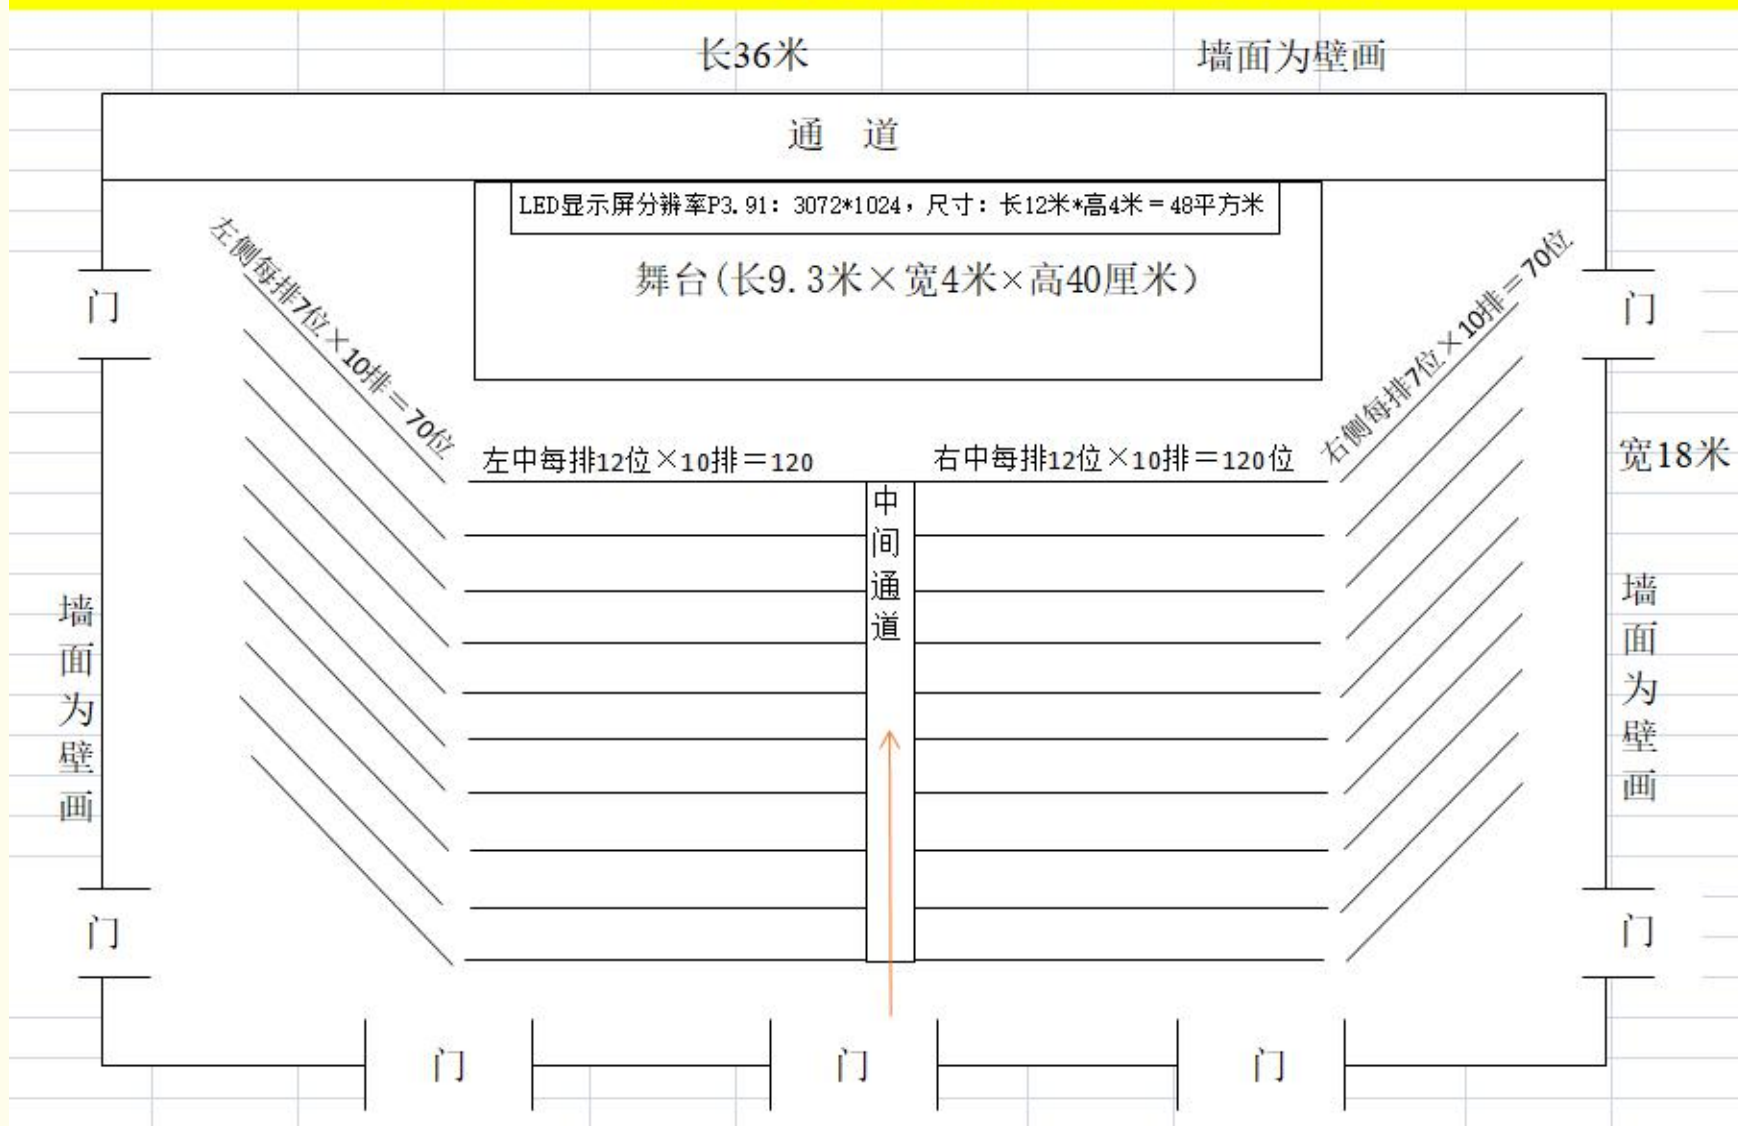 长36米
墙面为壁画
通 道
LED显示屏分辨率P3.91：3072*1024，尺寸：长12米*高4米＝48平方米
舞台(长9.3米×宽4米×高40厘米）
左侧每排7位×10排＝70位
右侧每排7位×10排＝70位
门
门
左中每排12位×10排＝120
右中每排12位×10排＝120位
宽18米
中间通道
墙面为壁画
墙面为壁画
门
门
门
门
门